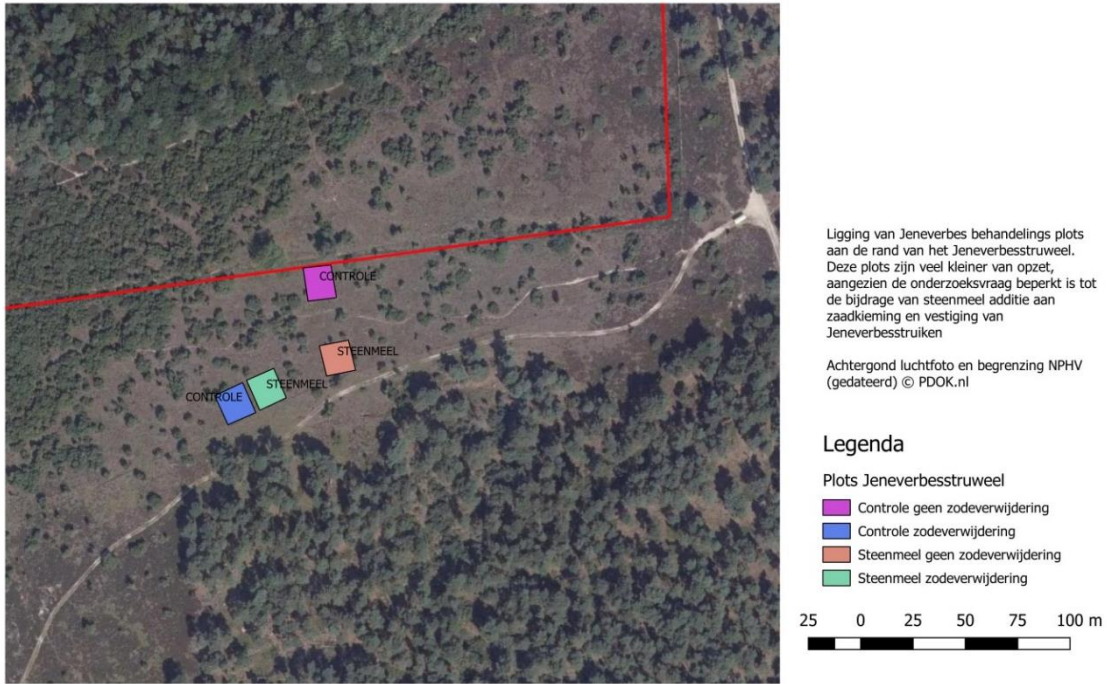 CONTROLE
STEENMEEL
STEENMEEL
CONTROLE
Ligging van Jeneverbes behandelings plots
aan de rand van het Jeneverbesstruweel.
Deze plots zijn veel kleiner van opzet,
aangezien de onderzoeksvraag beperkt is tot
de bijdrage van steenmeel additie aan
zaadkieming en vestiging van
Jeneverbesstruiken
Achtergond luchtfoto en begrenzing NPHV
(gedateerd) © PDOK.nl
Legenda
Plots Jeneverbesstruweel
Controle geen zodeverwijdering
Controle zodeverwijdering
Steenmeel geen zodeverwijdering
Steenmeel zodeverwijdering
25 0 25 50 75 100 m